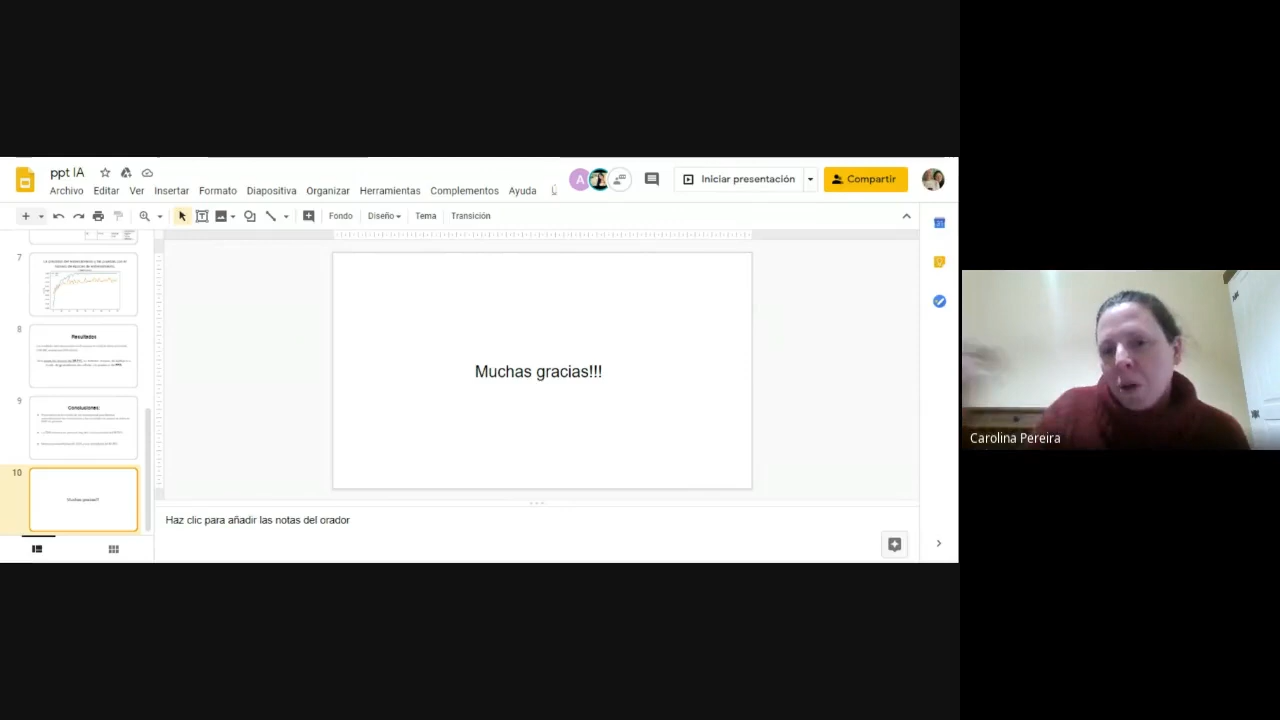 ppt IA
Archivo Editar Ver Insertar Formato Diapositiva Organizar Herramientas Complementos Ayuda
A
Iniciar presentación
Compartir
Fondo Diseño Tema Transición
7
8
Resultados
9
Conclusiones:
10
Muchas gracias!!!
Muchas gracias!!!
Haz clic para añadir las notas del orador
Carolina Pereira